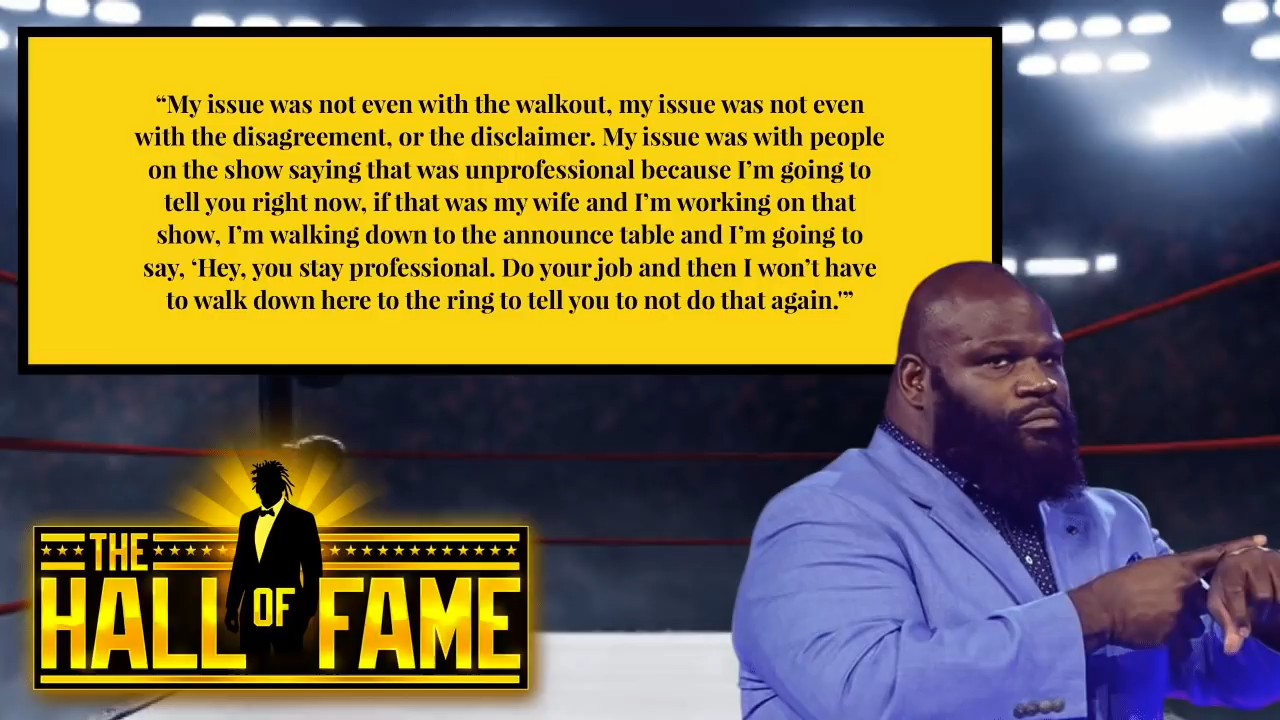 “My issue was not even with the walkout, my issue was not even
with the disagreement, or the disclaimer. My issue was with people
on the show saying that was unprofessional because I’m going to
tell you right now, if that was my wife and I’m working on that
show, I’m walking down to the announce table and I’m going to
say, ‘Hey, you stay professional. Do your job and then I won’t have
to walk down here to the ring to tell you to not do that again.'”
THE
HALL OF FAME